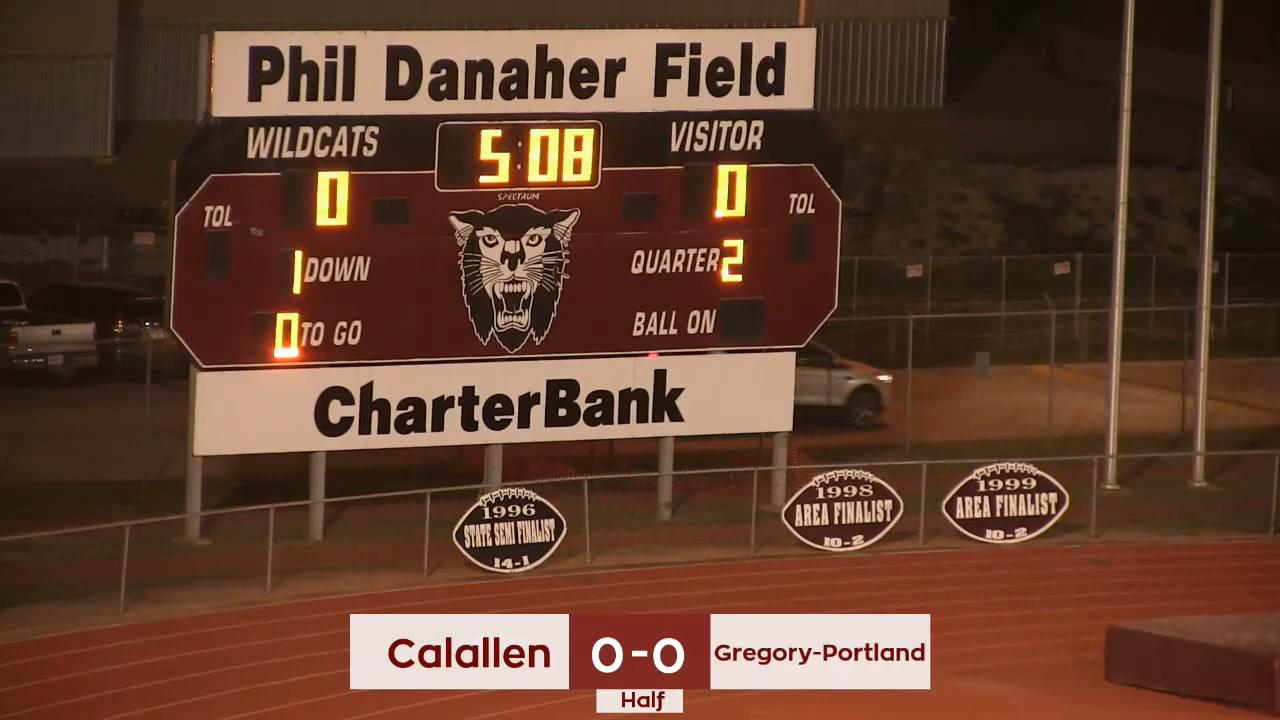 Phil Danaher Field
WILDCATS 5:08 VISITOR
0 0
SPECTRUM
TOL TOL
1 DOWN QUARTER 2
0 TO GO BALL ON
CharterBank
1996
STATE SEMI FINALIST
14-1
1998
AREA FINALIST
10-2
1999
AREA FINALIST
10-2
Calallen 0-0 Gregory-Portland
Half